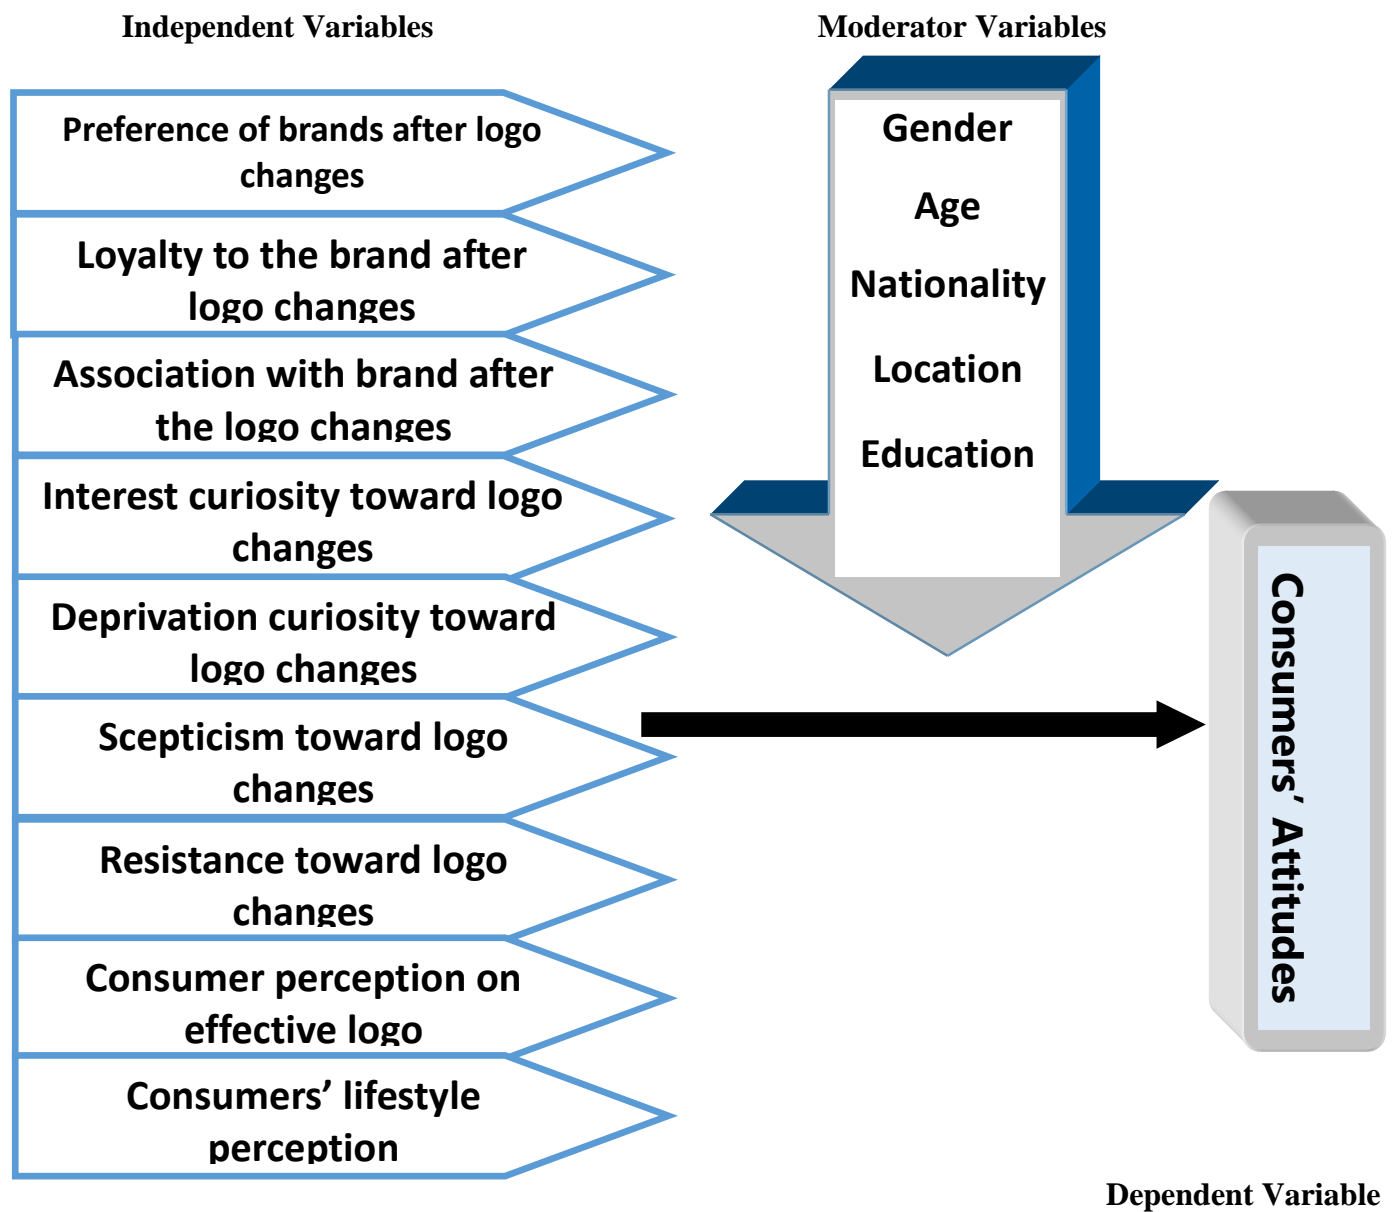 Independent Variables
Moderator Variables
Preference of brands after logo
changes
Loyalty to the brand after
logo changes
Association with brand after
the logo changes
Interest curiosity toward logo
changes
Deprivation curiosity toward
logo changes
Scepticism toward logo
changes
Resistance toward logo
changes
Consumer perception on
effective logo
Consumers’ lifestyle
perception
Gender
Age
Nationality
Location
Education
Consumers’ Attitudes
Dependent Variable